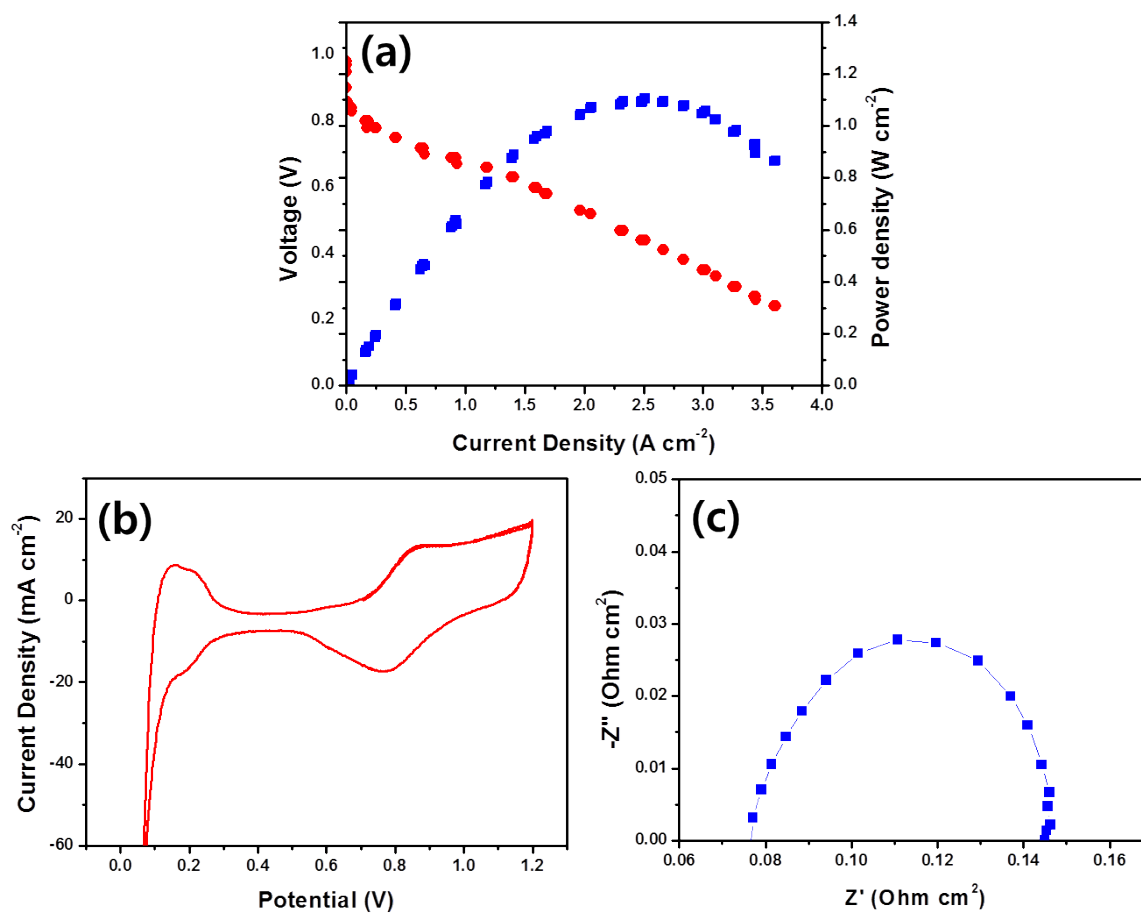 (a)
Voltage (V)
1.0
0.8
0.6
0.4
0.2
0.0
1.4
1.2
1.0
0.8
0.6
0.4
0.2
0.0
Power density (W cm-2)
0.0 0.5 1.0 1.5 2.0 2.5 3.0 3.5 4.0
Current Density (A cm-2)
(b)
Current Density (mA cm-2)
20
0
-20
-40
-60
0.0 0.2 0.4 0.6 0.8 1.0 1.2
Potential (V)
(c)
-Z" (Ohm cm2)
0.05
0.04
0.03
0.02
0.01
0.00
0.06 0.08 0.10 0.12 0.14 0.16
Z' (Ohm cm2)